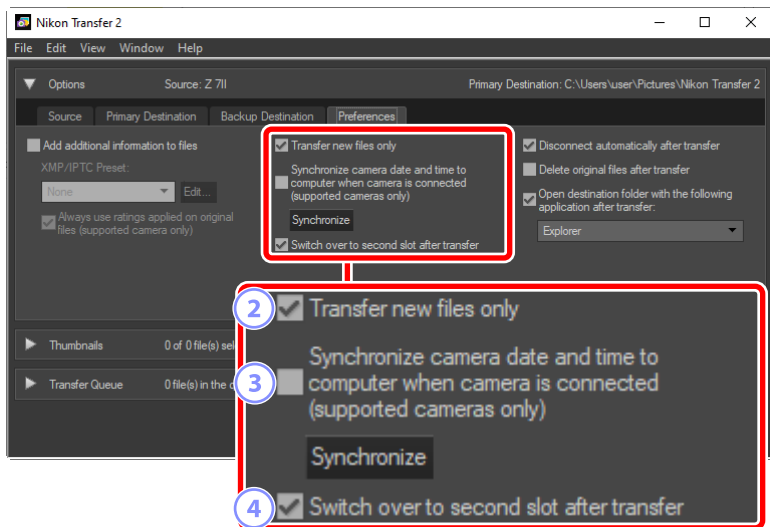 Nikon Transfer 2
File Edit View Window Help
Options Source: Z 7II Primary Destination: C:\Users\user\Pictures\Nikon Transfer 2
Source Primary Destination Backup Destination Preferences
Add additional information to files
XMP/IPTC Preset:
None Edit...
Always use ratings applied on original
files (supported camera only)
Transfer new files only
Synchronize camera date and time to
computer when camera is connected
(supported cameras only)
Synchronize
Switch over to second slot after transfer
Disconnect automatically after transfer
Delete original files after transfer
Open destination folder with the following
application after transfer:
Explorer
Thumbnails 0 of 0 file(s) sel
Transfer Queue 0 file(s) in the
2 Transfer new files only
Synchronize camera date and time to
3 computer when camera is connected
(supported cameras only)
Synchronize
4 Switch over to second slot after transfer